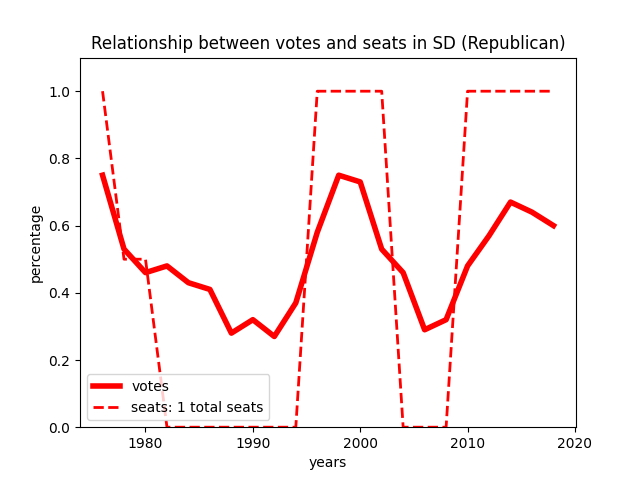 Relationship between votes and seats in SD (Republican)
percentage
1.0
0.8
0.6
0.4
0.2
0.0
votes
seats: 1 total seats
1980
1990
2000
2010
2020
years